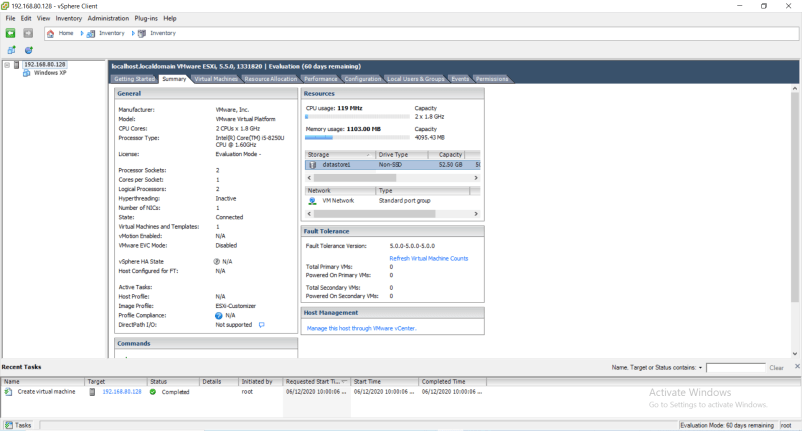 192.168.80.128 - vSphere Client
File Edit View Inventory Administration Plug-ins Help
Home Inventory Inventory
192.168.80.128
Windows XP
localhost.localdomain VMware ESXi, 5.5.0, 1331820 | Evaluation (60 days remaining)
Getting Started Summary Virtual Machines Resource Allocation Performance Configuration Local Users & Groups Events Permissions
General
Manufacturer: VMware, Inc.
Model: VMware Virtual Platform
CPU Cores: 2 CPUs x 1.8 GHz
Processor Type: Intel(R) Core(TM) i5-8250U
CPU @ 1.60GHz
License: Evaluation Mode -
Processor Sockets: 2
Cores per Socket: 1
Logical Processors: 2
Hyperthreading: Inactive
Number of NICs: 1
State: Connected
Virtual Machines and Templates: 1
vMotion Enabled: N/A
VMware EVC Mode: Disabled
vSphere HA State N/A
Host Configured for FT: N/A
Active Tasks:
Host Profile: N/A
Image Profile: ESXi-Customizer
Profile Compliance: N/A
DirectPath I/O: Not supported
Commands
Resources
CPU usage: 119 MHz Capacity
2 x 1.8 GHz
Memory usage: 1103.00 MB Capacity
4095.43 MB
Storage Drive Type Capacity
datastore1 Non-SSD 52.50 GB 50
Network Type
VM Network Standard port group
Fault Tolerance
Fault Tolerance Version: 5.0.0-5.0.0-5.0.0
Refresh Virtual Machine Counts
Total Primary VMs: 0
Powered On Primary VMs: 0
Total Secondary VMs: 0
Powered On Secondary VMs: 0
Host Management
Manage this host through VMware vCenter.
Recent Tasks
Name, Target or Status contains: Clear
Name Target Status Details Initiated by Requested Start Ti... Start Time Completed Time
Create virtual machine 192.168.80.128 Completed root 06/12/2020 10:00:06 ... 06/12/2020 10:00:06 ... 06/12/2020 10:00:06 ...
Activate Windows
Go to Settings to activate Windows.
Tasks
Evaluation Mode: 60 days remaining root